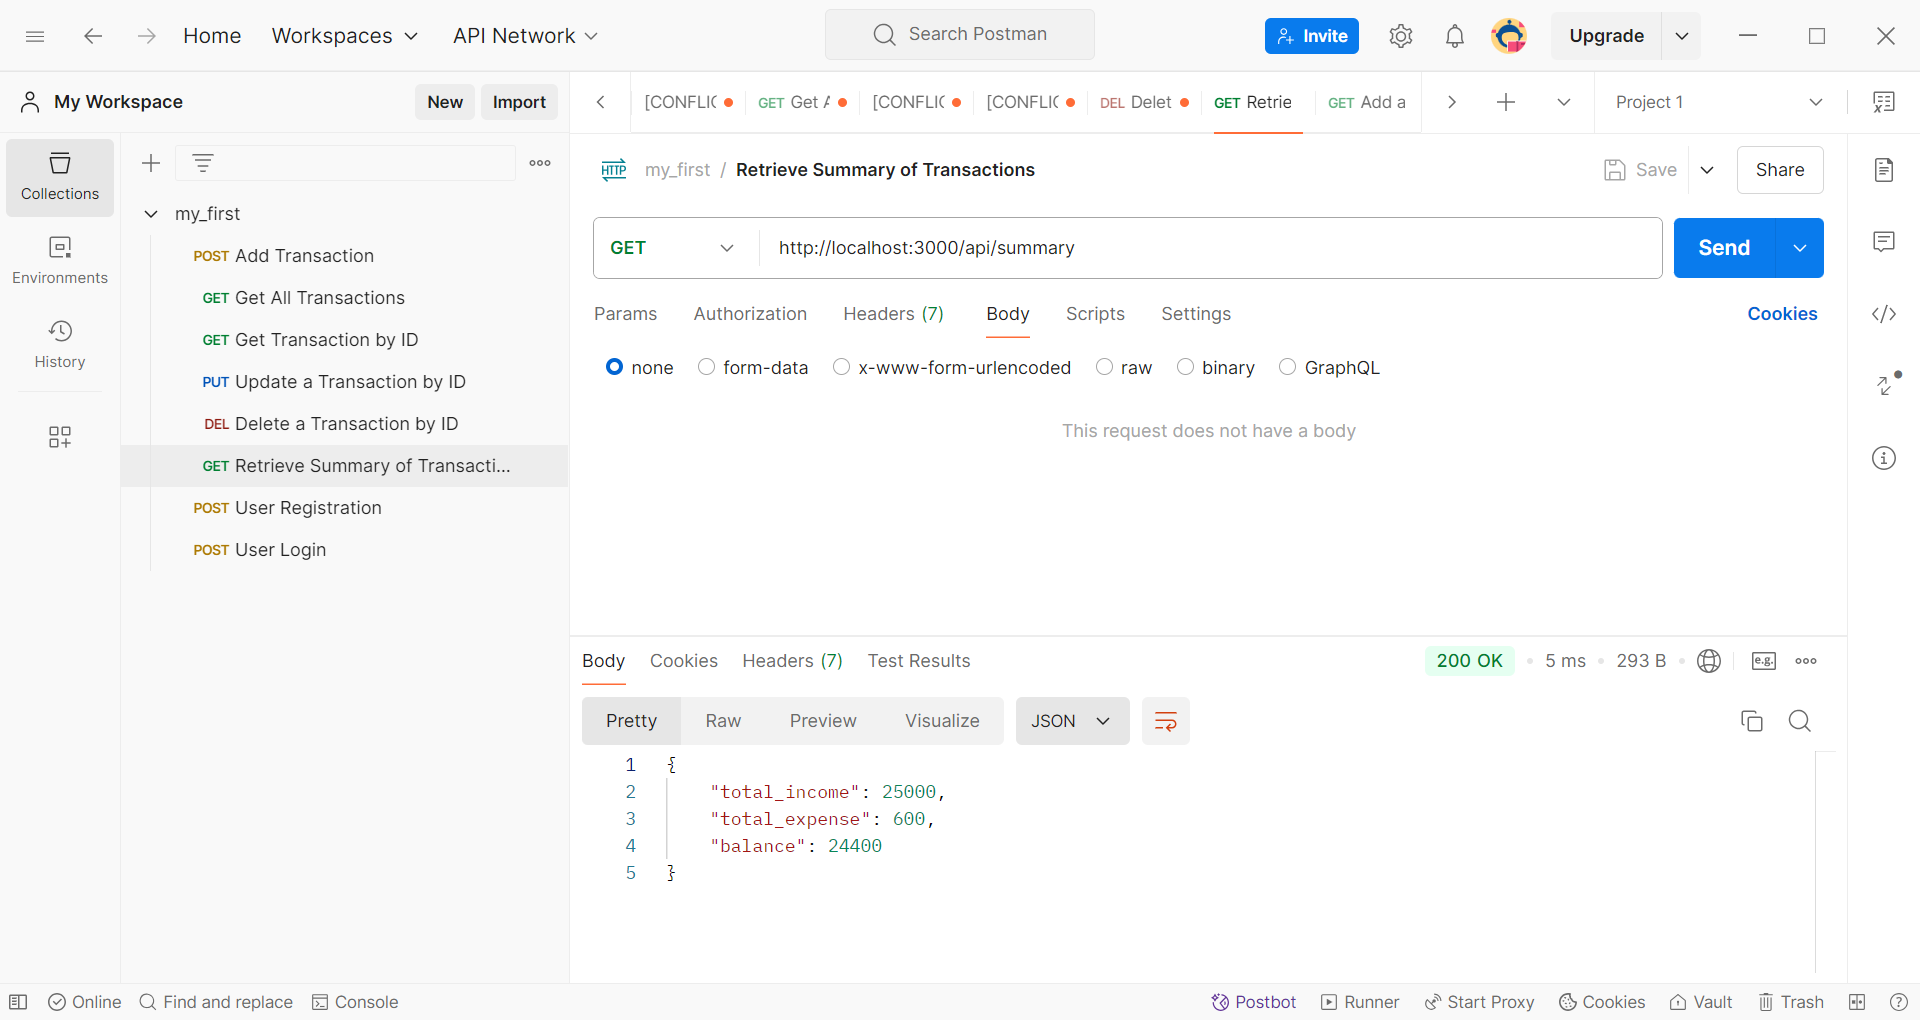 Home Workspaces API Network Search Postman Invite Upgrade
My Workspace New Import [CONFLIC GET Get A [CONFLIC [CONFLIC DEL Delet GET Retrie GET Add a Project 1
Collections
Environments
History
my_first
POST Add Transaction
GET Get All Transactions
GET Get Transaction by ID
PUT Update a Transaction by ID
DEL Delete a Transaction by ID
GET Retrieve Summary of Transacti...
POST User Registration
POST User Login
HTTP my_first / Retrieve Summary of Transactions Save Share
GET http://localhost:3000/api/summary Send
Params Authorization Headers (7) Body Scripts Settings Cookies
none form-data x-www-form-urlencoded raw binary GraphQL
This request does not have a body
Body Cookies Headers (7) Test Results 200 OK 5 ms 293 B e.g.
Pretty Raw Preview Visualize JSON
1 {
2 "total_income": 25000,
3 "total_expense": 600,
4 "balance": 24400
5 }
Online Find and replace Console Postbot Runner Start Proxy Cookies Vault Trash